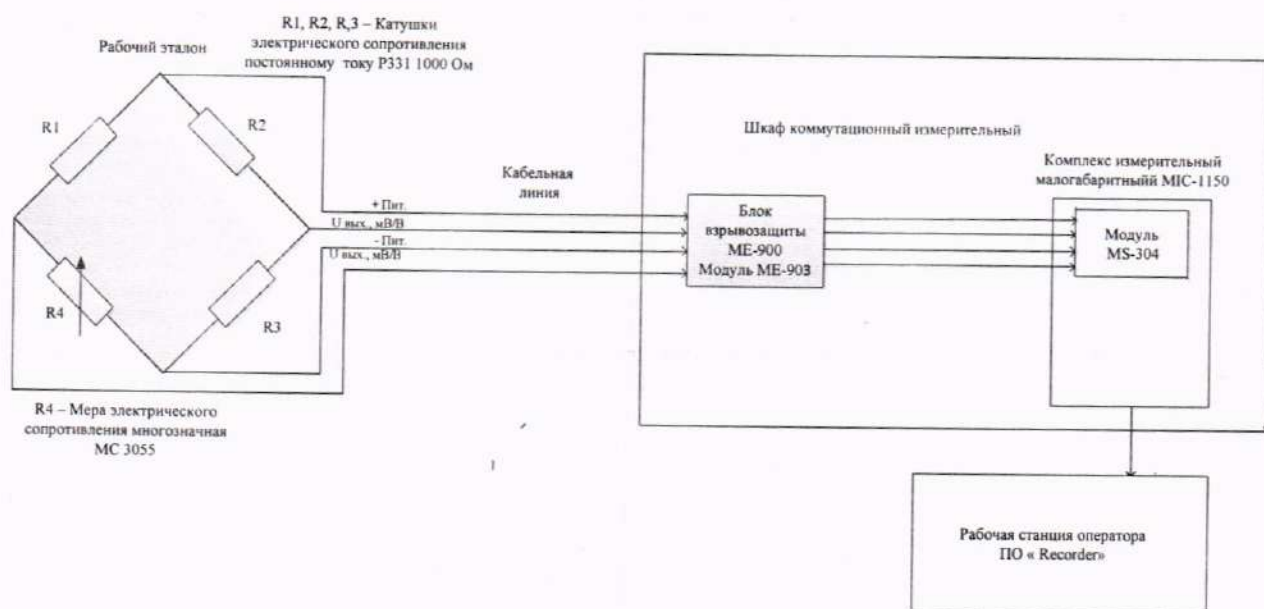 R1, R2, R,3 – Катушки
электрического сопротивления
постоянному току Р331 1000 Ом
Рабочий эталон
R1
R2
Шкаф коммутационный измерительный
Кабельная
линия
Комплекс измерительный
малогабаритныйй MIC-1150
+ Пит.
U вых., мВ/В
- Пит.
U вых., мВ/В
Блок
взрывозащиты
МЕ-900
Модуль МЕ-903
Модуль
MS-304
R4
R3
R4 – Мера электрического
сопротивления многозначная
МС 3055
Рабочая станция оператора
ПО « Recorder»